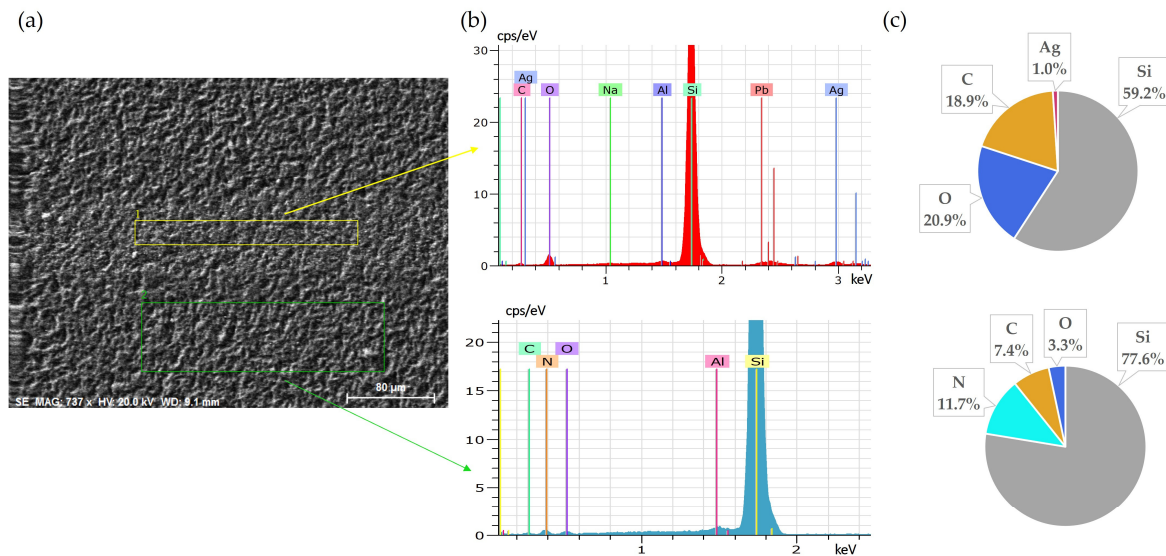 (a)
(b)
(c)
1
2
SE MAG: 737 x HV: 20.0 kV WD: 9.1 mm
80 µm
cps/eV
30
20
10
0
Ag
C
O
Na
Al
Si
Pb
Ag
1
2
3
keV
cps/eV
20
15
10
5
0
C
N
O
Al
Si
1
2
keV
Ag
1.0%
C
18.9%
Si
59.2%
O
20.9%
C
7.4%
O
3.3%
Si
77.6%
N
11.7%